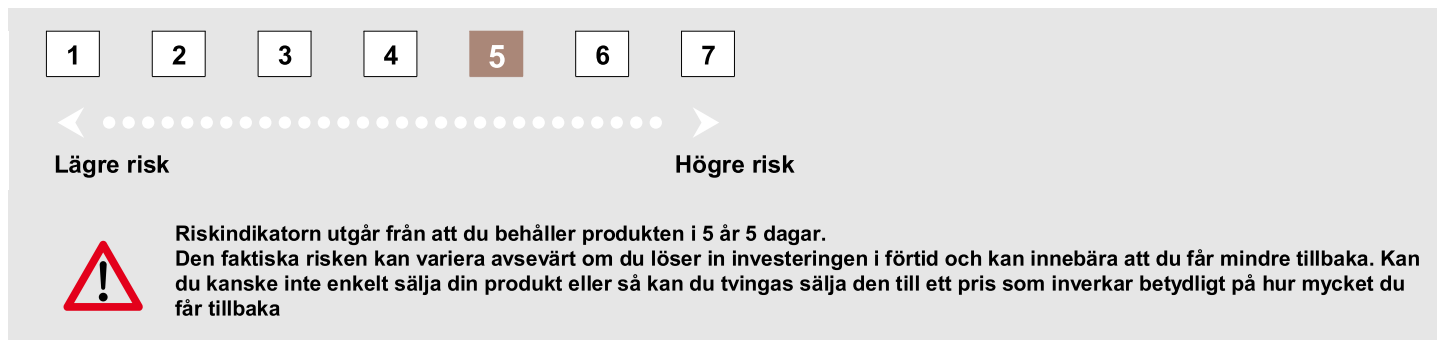 1 2 3 4 5 6 7
Lägre risk Högre risk
Riskindikatorn utgår från att du behåller produkten i 5 år 5 dagar.
Den faktiska risken kan variera avsevärt om du löser in investeringen i förtid och kan innebära att du får mindre tillbaka. Kan
du kanske inte enkelt sälja din produkt eller så kan du tvingas sälja den till ett pris som inverkar betydligt på hur mycket du
får tillbaka